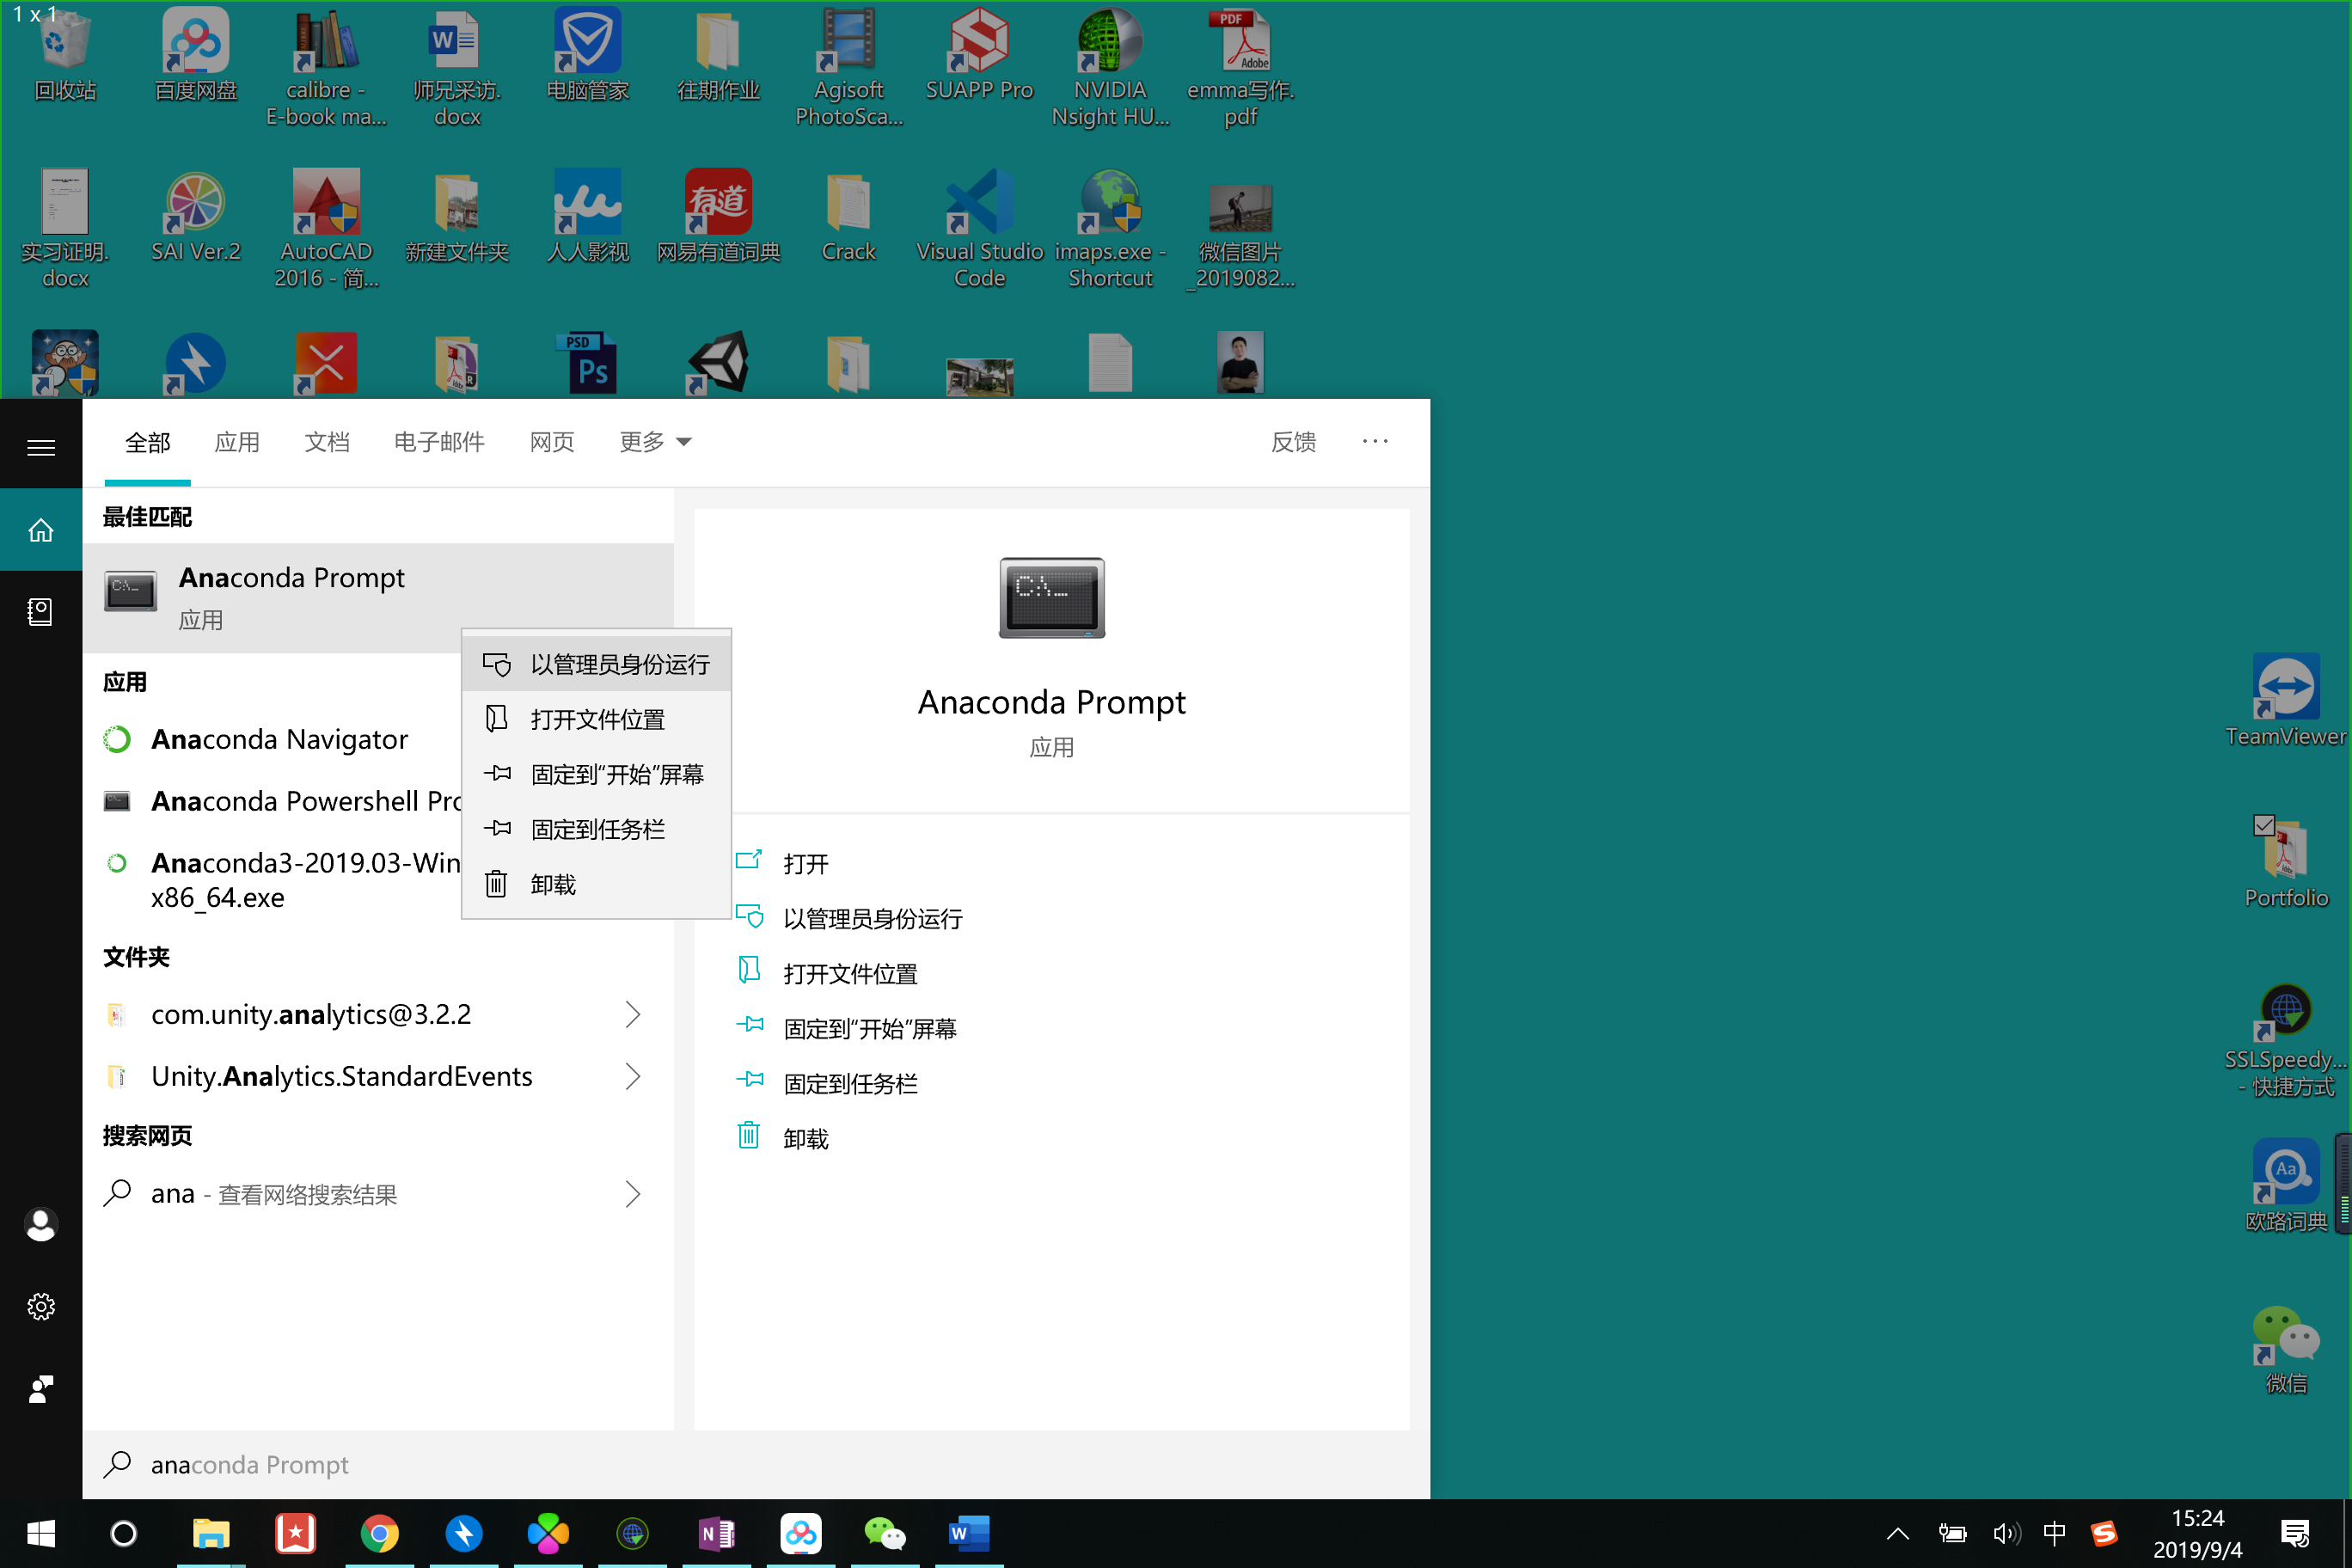 1 x 1
回收站
百度网盘
calibre -
E-book ma...
师兄采访.
docx
电脑管家
往期作业
Agisoft
PhotoSca...
SUAPP Pro
NVIDIA
Nsight HU...
emma写作.
pdf
实习证明.
docx
SAI Ver.2
AutoCAD
2016 - 简...
新建文件夹
人人影视
网易有道词典
Crack
Visual Studio
Code
imaps.exe -
Shortcut
微信图片
_2019082...
全部 应用 文档 电子邮件 网页 更多
反馈 ...
最佳匹配
Anaconda Prompt
应用
应用
Anaconda Navigator
Anaconda Powershell Pro
Anaconda3-2019.03-Win
x86_64.exe
文件夹
com.unity.analytics@3.2.2
Unity.Analytics.StandardEvents
搜索网页
ana - 查看网络搜索结果
以管理员身份运行
打开文件位置
固定到“开始”屏幕
固定到任务栏
卸载
Anaconda Prompt
应用
打开
以管理员身份运行
打开文件位置
固定到“开始”屏幕
固定到任务栏
卸载
TeamViewer
Portfolio
SSLSpeedy...
- 快捷方式
欧路词典
微信
anaconda Prompt
中
15:24
2019/9/4